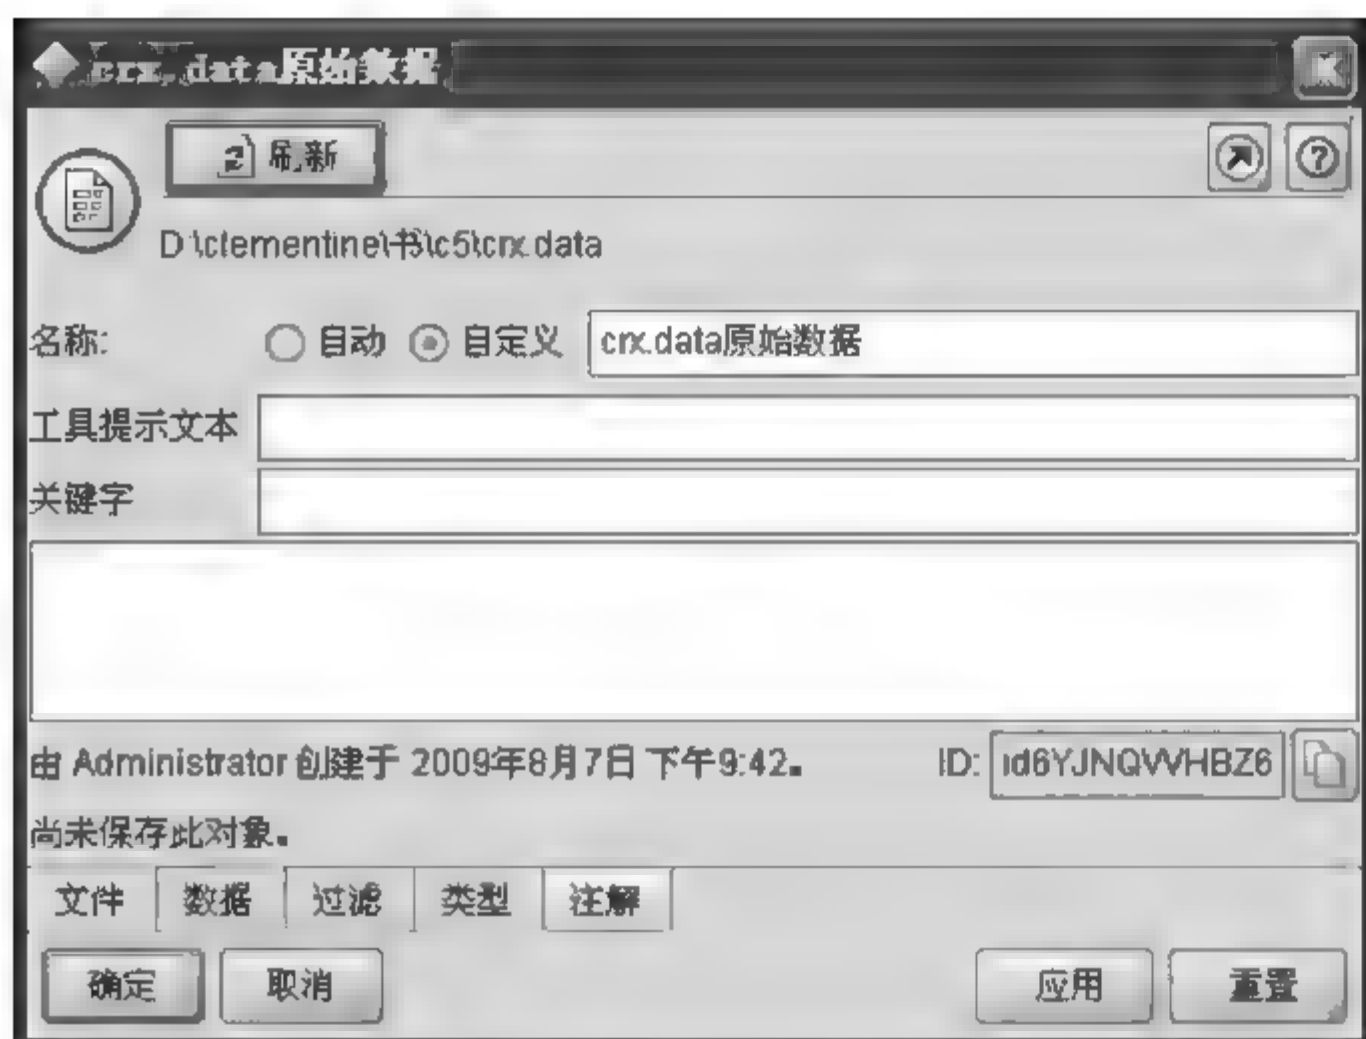 crx.data原始数据
刷新
D:\clementine\书\c5\crx.data
名称: 自动 自定义 crx.data原始数据
工具提示文本
关键字
由 Administrator 创建于 2009年8月7日 下午9:42。 ID: id6YJNQWHBZ6
尚未保存此对象。
文件 数据 过滤 类型 注解
确定 取消 应用 重置